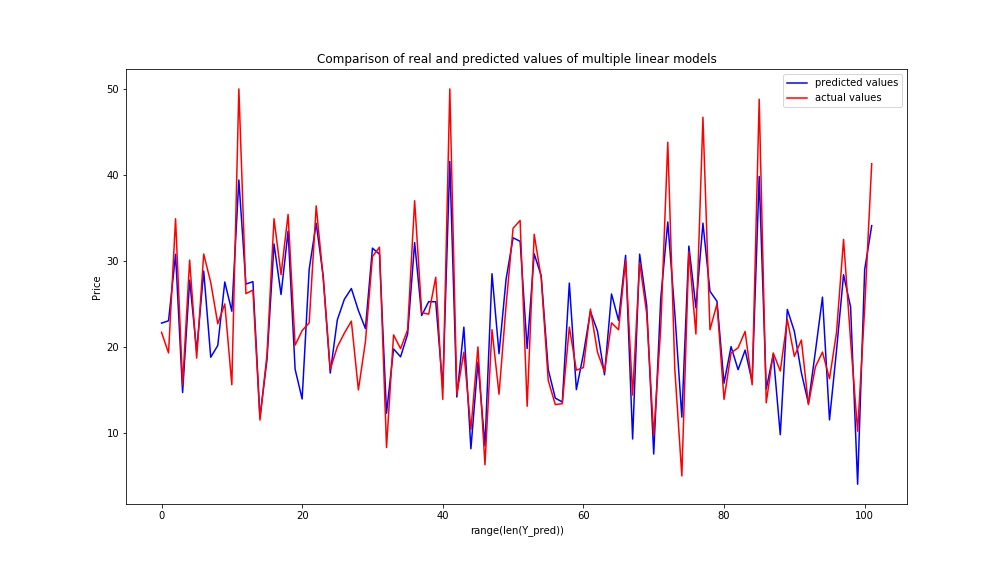 Comparison of real and predicted values of multiple linear models
predicted values
actual values
50
40
30
20
10
Price
0
20
40
60
80
100
range(len(Y_pred))